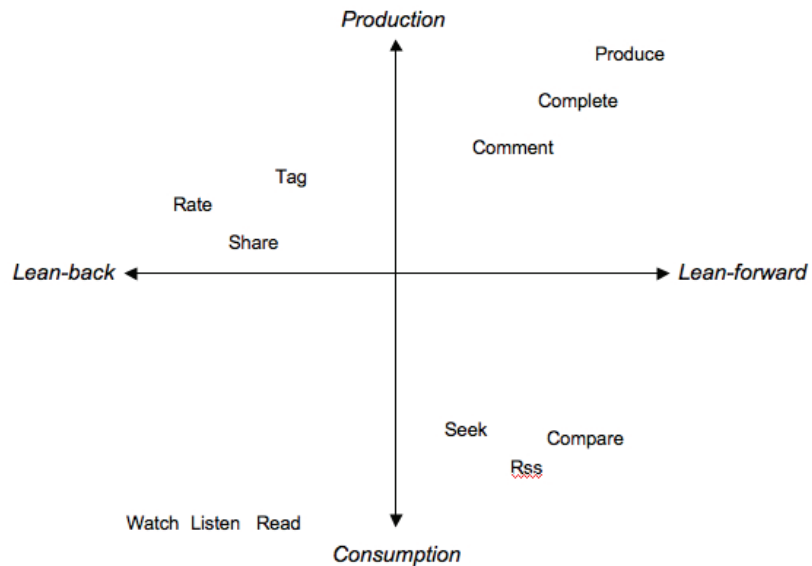 Production
Produce
Complete
Comment
Tag
Rate
Share
Lean-back
Lean-forward
Seek
Compare
Rss
Watch Listen Read
Consumption